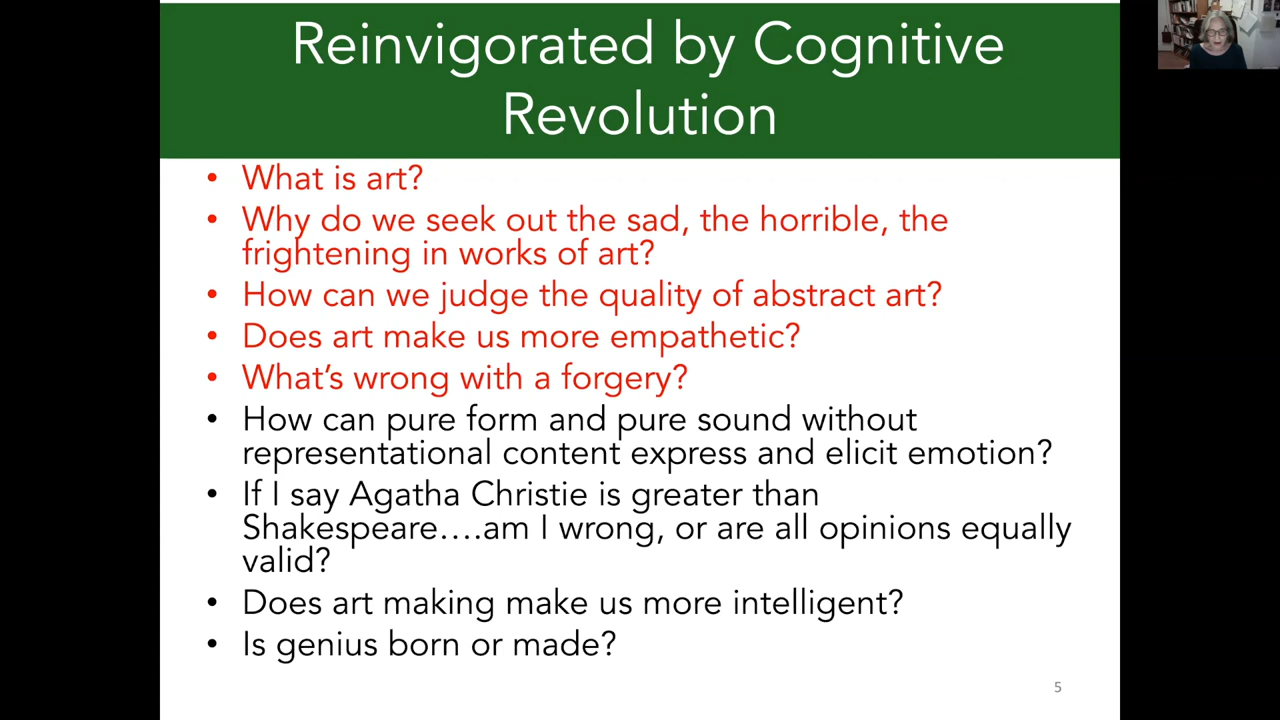 Reinvigorated by Cognitive
Revolution
• What is art?
• Why do we seek out the sad, the horrible, the
frightening in works of art?
• How can we judge the quality of abstract art?
• Does art make us more empathetic?
• What’s wrong with a forgery?
• How can pure form and pure sound without
representational content express and elicit emotion?
• If I say Agatha Christie is greater than
Shakespeare….am I wrong, or are all opinions equally
valid?
• Does art making make us more intelligent?
• Is genius born or made?
5